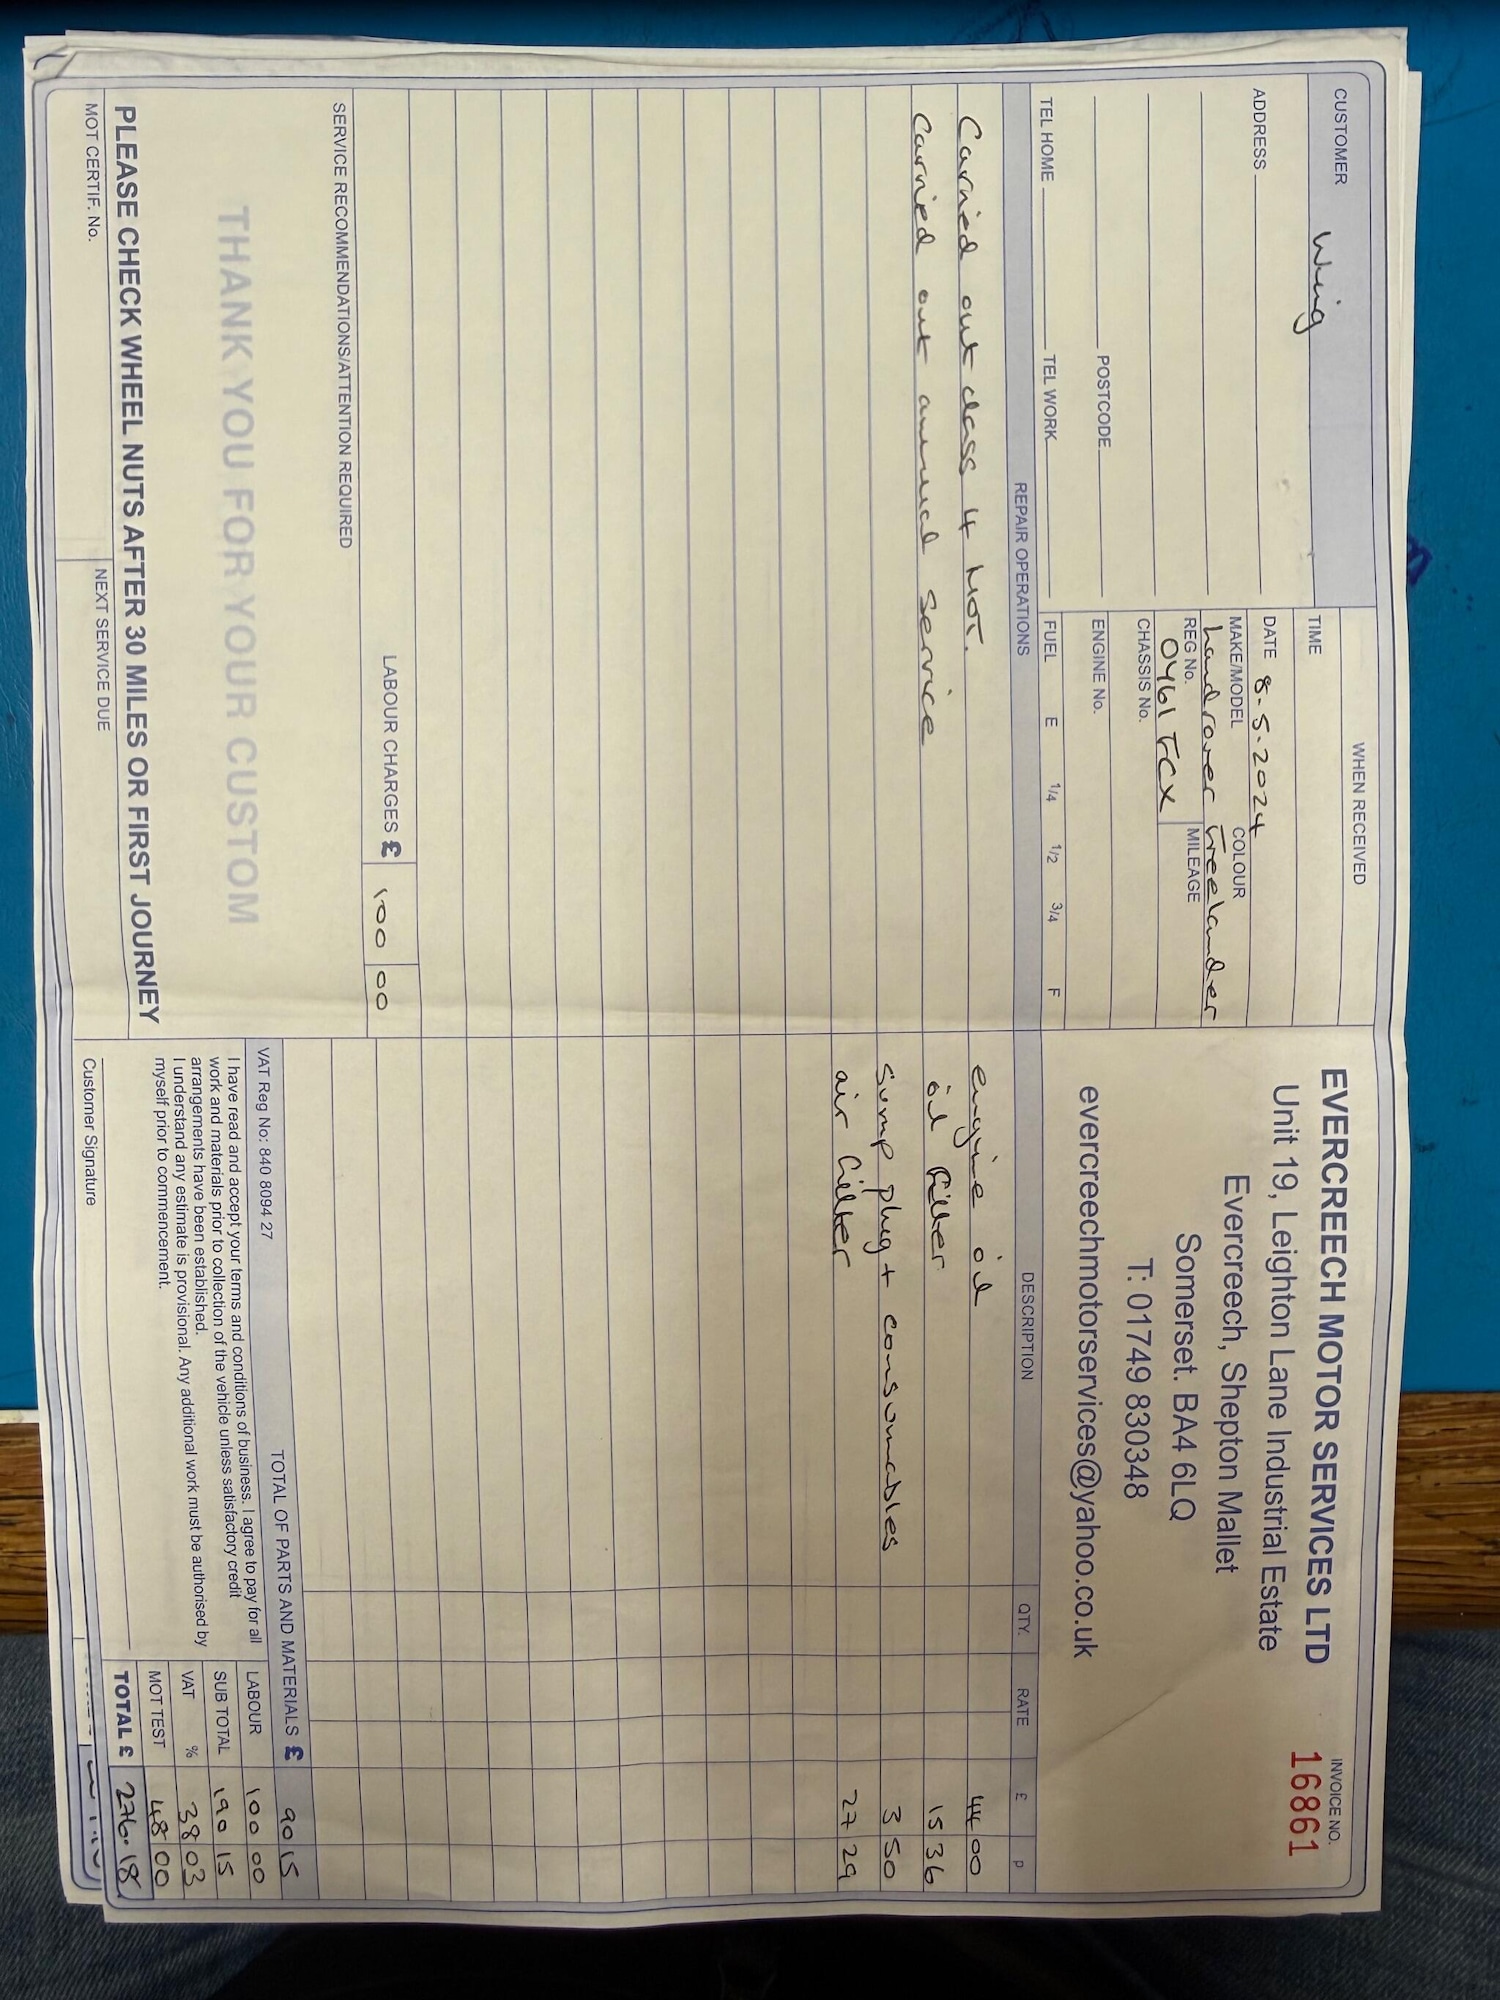 CUSTOMER Wing
ADDRESS
POSTCODE
TEL HOME TEL WORK
WHEN RECEIVED
TIME
DATE 8.5.2024
MAKE/MODEL COLOUR
Landrover Freelander
REG No. MILEAGE
O461 FCX
CHASSIS No.
ENGINE No.
FUEL E 1/4 1/2 3/4 F
EVERCREECH MOTOR SERVICES LTD
Unit 19, Leighton Lane Industrial Estate
Evercreech, Shepton Mallet
Somerset. BA4 6LQ
T: 01749 830348
evercreechmotorservices@yahoo.co.uk
INVOICE NO.
16861
REPAIR OPERATIONS
Carried out class 4 MOT.
Carried out annual service
LABOUR CHARGES £ 100 00
DESCRIPTION QTY. RATE £ p
engine oil 44 00
oil filter 15 36
sump plug + consumables 3 50
air filter 27 29
TOTAL OF PARTS AND MATERIALS £ 90 15
SERVICE RECOMMENDATIONS/ATTENTION REQUIRED
THANK YOU FOR YOUR CUSTOM
PLEASE CHECK WHEEL NUTS AFTER 30 MILES OR FIRST JOURNEY
MOT CERTIF. No. NEXT SERVICE DUE
VAT Reg No: 840 8094 27
I have read and accept your terms and conditions of business. I agree to pay for all
work and materials prior to collection of the vehicle unless satisfactory credit
arrangements have been established.
I understand any estimate is provisional. Any additional work must be authorised by
myself prior to commencement.
Customer Signature
LABOUR 100 00
SUB TOTAL 190 15
VAT % 38 03
MOT TEST 48 00
TOTAL £ 276.18